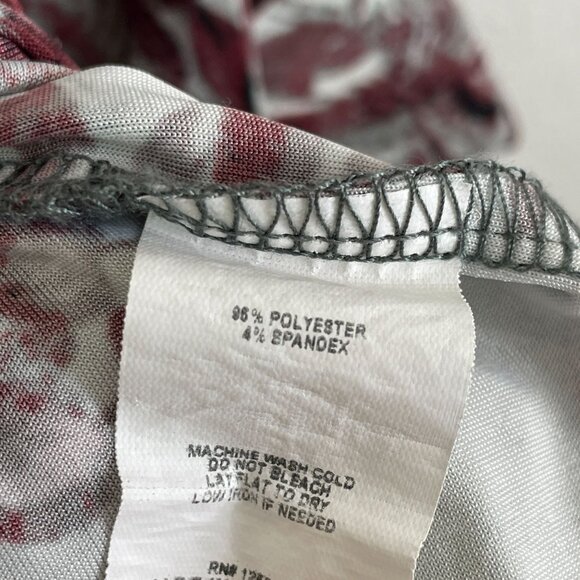 96% POLYESTER
4% SPANDEX
MACHINE WASH COLD
DO NOT BLEACH
LAY FLAT TO DRY
LOW IRON IF NEEDED
RN#